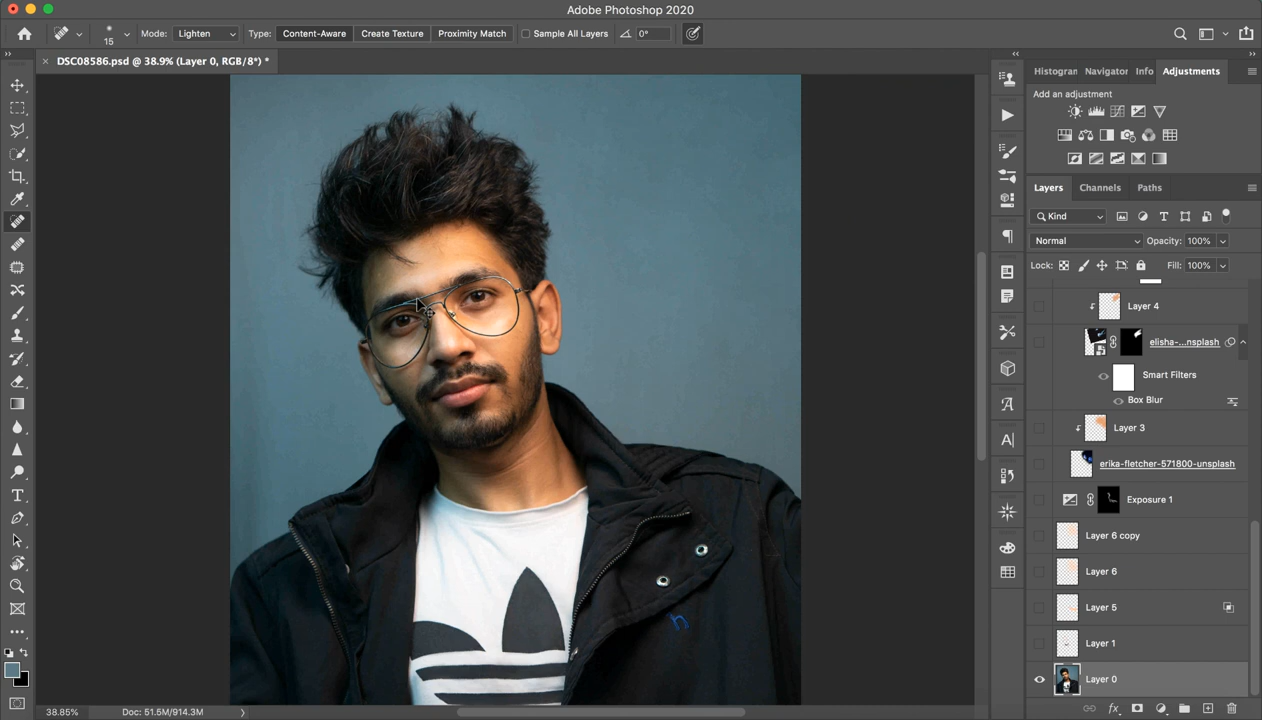 Adobe Photoshop 2020
15 Mode: Lighten Type: Content-Aware Create Texture Proximity Match Sample All Layers 0°
DSC08586.psd @ 38.9% (Layer 0, RGB/8*) *
Histogran Navigator Info Adjustments
Add an adjustment
Layers Channels Paths
Kind
Normal Opacity: 100%
Lock: Fill: 100%
Layer 4
elisha-...nsplash
Smart Filters
Box Blur
Layer 3
erika-fletcher-571800-unsplash
Exposure 1
Layer 6 copy
Layer 6
Layer 5
Layer 1
Layer 0
38.85% Doc: 51.5M/914.3M